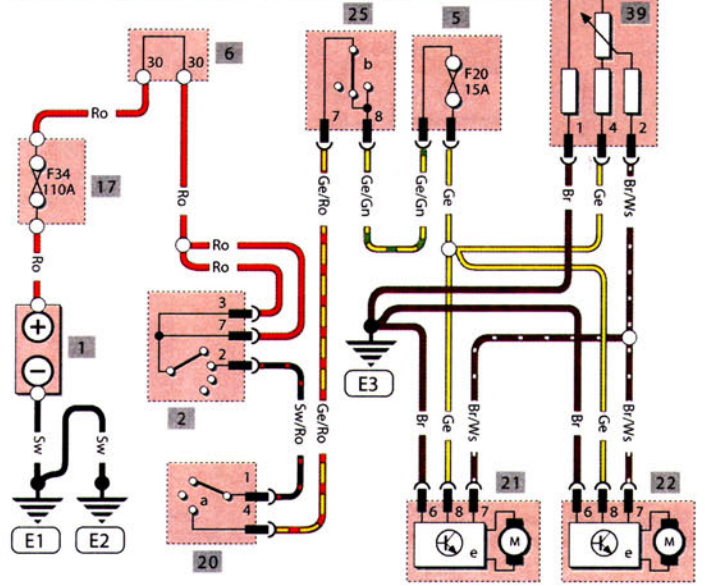 25
5
39
6
30
30
b
F20
15A
7
8
1
4
2
Ro
F34
110A
17
Ro
Ge/Ro
Ge/Gn
Ge/Gn
Ge
Br
Ge
Br/Ws
Ro
Ro
Ro
3
7
2
1
2
E3
Sw
Sw
Sw/Ro
Ge/Ro
Br
Ge
Br/Ws
Br
Ge
Br/Ws
1
a
4
E1
E2
20
21
22
6
8
7
M
e
6
8
7
M
e